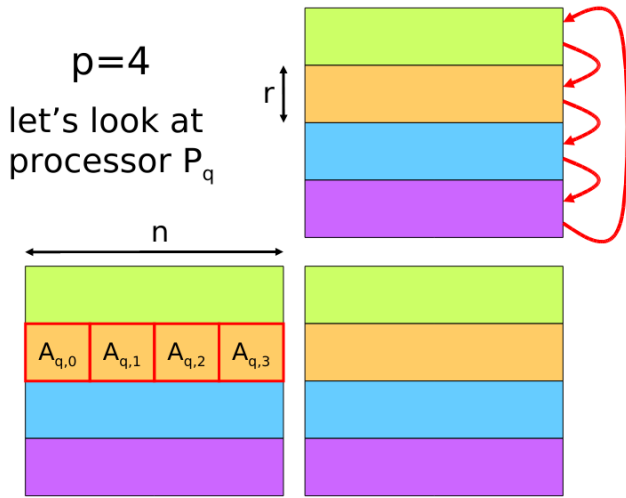 p=4
let's look at
processor Pq
r
n
Aq,0 Aq,1 Aq,2 Aq,3